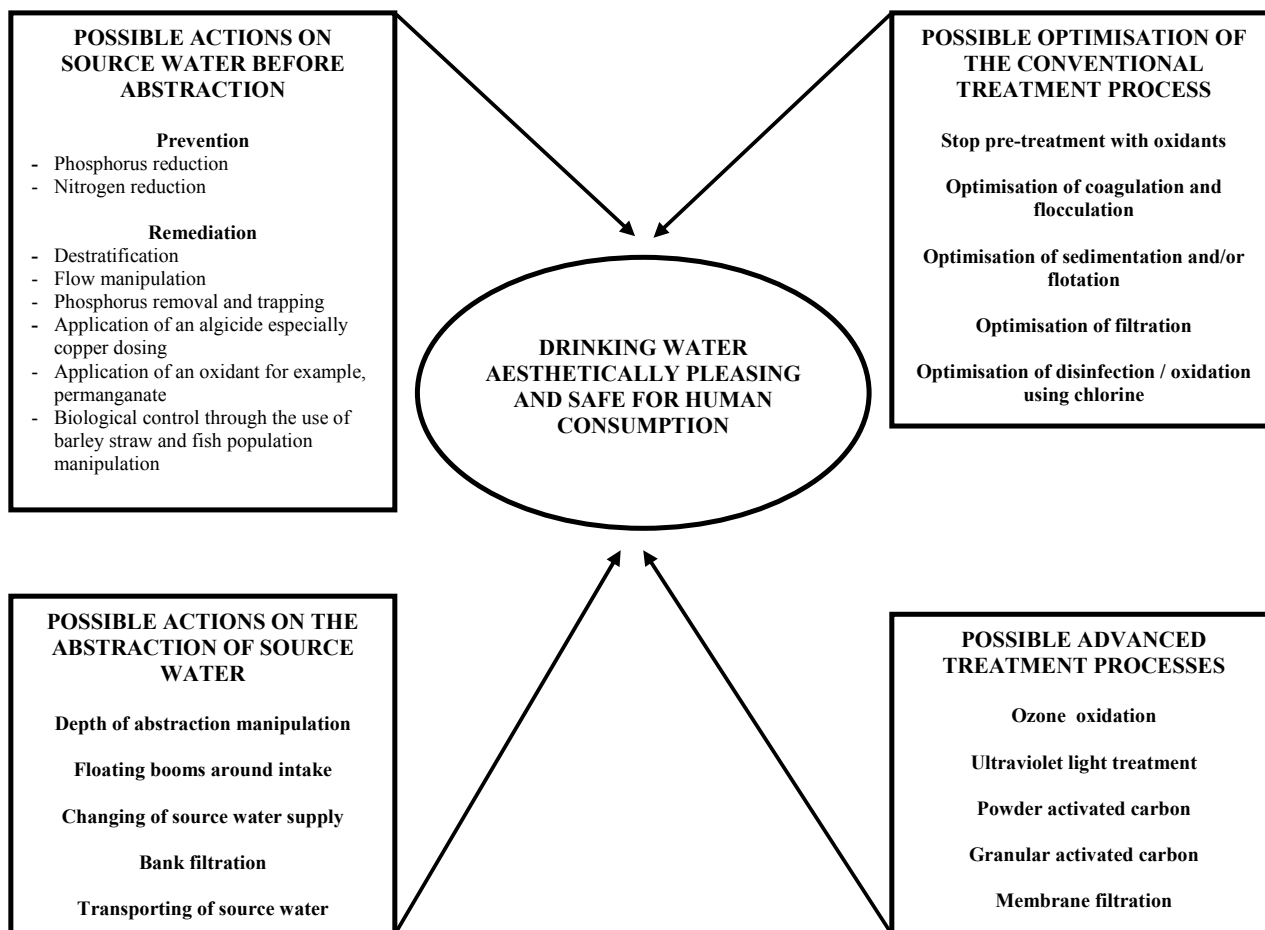 POSSIBLE ACTIONS ON
SOURCE WATER BEFORE
ABSTRACTION
Prevention
- Phosphorus reduction
- Nitrogen reduction
Remediation
- Destratification
- Flow manipulation
- Phosphorus removal and trapping
- Application of an algicide especially
copper dosing
- Application of an oxidant for example,
permanganate
- Biological control through the use of
barley straw and fish population
manipulation
POSSIBLE OPTIMISATION OF
THE CONVENTIONAL
TREATMENT PROCESS
Stop pre-treatment with oxidants
Optimisation of coagulation and
flocculation
Optimisation of sedimentation and/or
flotation
Optimisation of filtration
Optimisation of disinfection / oxidation
using chlorine
DRINKING WATER
AESTHETICALLY PLEASING
AND SAFE FOR HUMAN
CONSUMPTION
POSSIBLE ACTIONS ON THE
ABSTRACTION OF SOURCE
WATER
Depth of abstraction manipulation
Floating booms around intake
Changing of source water supply
Bank filtration
Transporting of source water
POSSIBLE ADVANCED
TREATMENT PROCESSES
Ozone oxidation
Ultraviolet light treatment
Powder activated carbon
Granular activated carbon
Membrane filtration